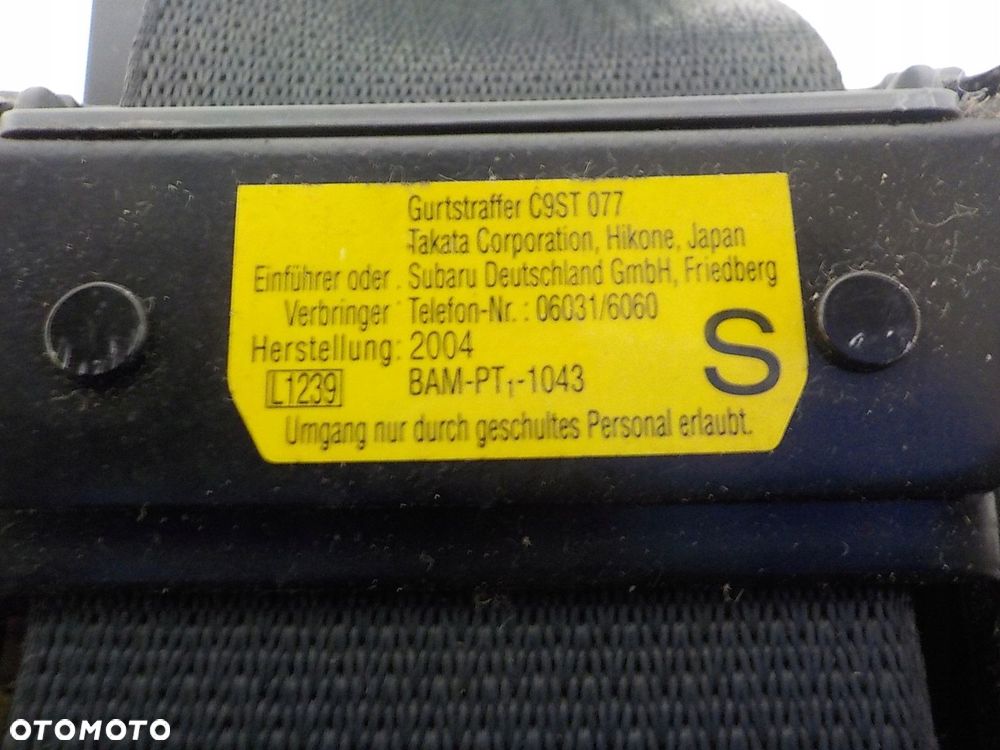 Gurtstraffer C9ST 077
Takata Corporation, Hikone, Japan
Einführer oder Subaru Deutschland GmbH, Friedberg
Verbringer Telefon-Nr. : 06031/6060
Herstellung: 2004
L1239 BAM-PT₁-1043
S
Umgang nur durch geschultes Personal erlaubt.
OTOMOTO